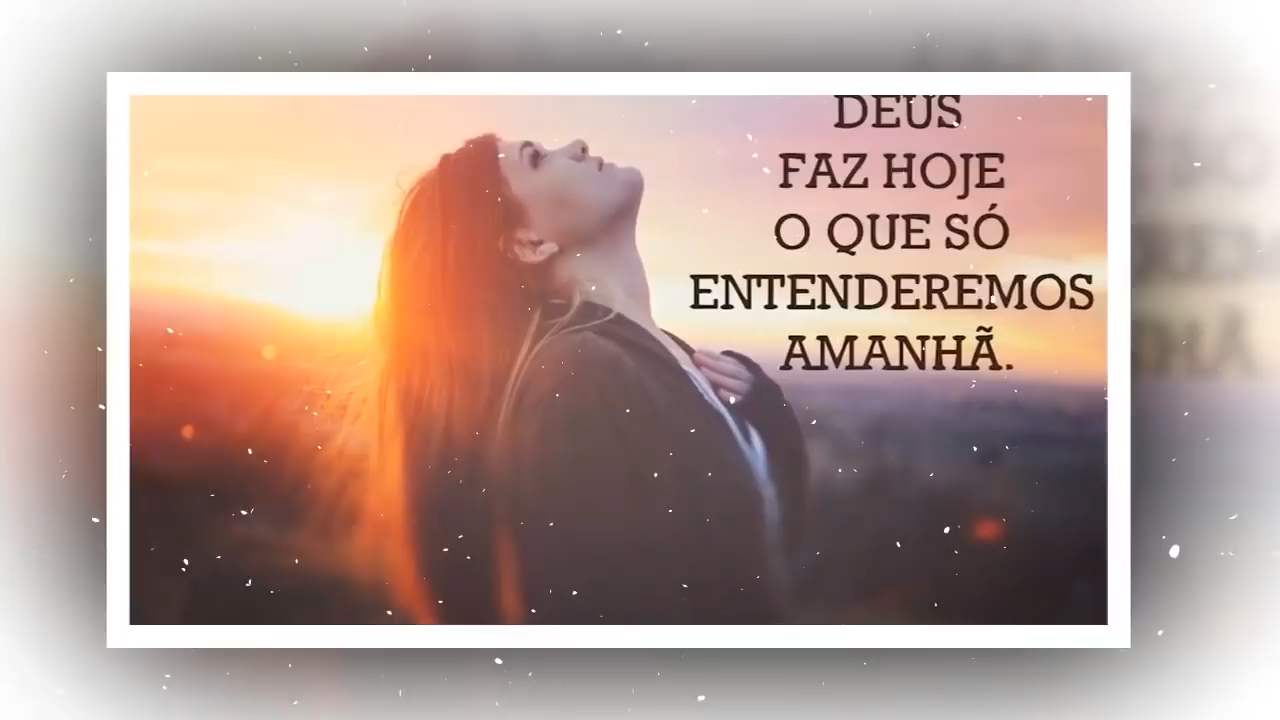 DEUS
FAZ HOJE
O QUE SÓ
ENTENDEREMOS
AMANHÃ.